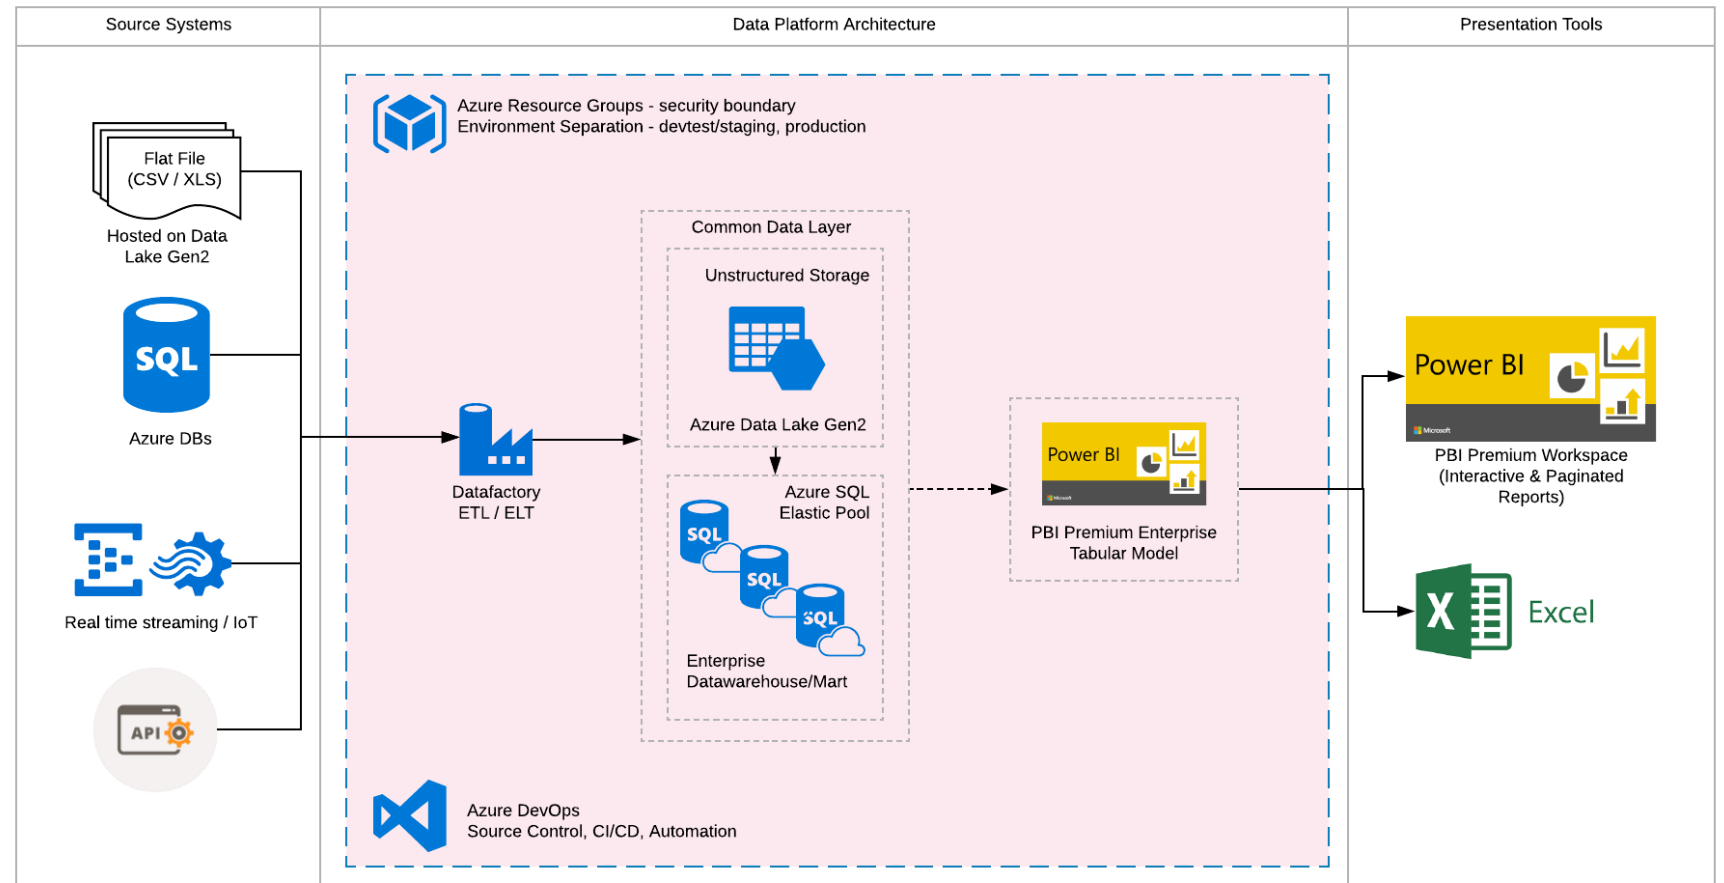 Source Systems
Data Platform Architecture
Presentation Tools
Azure Resource Groups - security boundary
Environment Separation - devtest/staging, production
Flat File
(CSV / XLS)
Hosted on Data
Lake Gen2
SQL
Azure DBs
Real time streaming / IoT
API
Datafactory
ETL / ELT
Common Data Layer
Unstructured Storage
Azure Data Lake Gen2
Azure SQL
Elastic Pool
SQL
SQL
SQL
Enterprise
Datawarehouse/Mart
Power BI
Microsoft
PBI Premium Enterprise
Tabular Model
Power BI
Microsoft
PBI Premium Workspace
(Interactive & Paginated
Reports)
X
Excel
Azure DevOps
Source Control, CI/CD, Automation